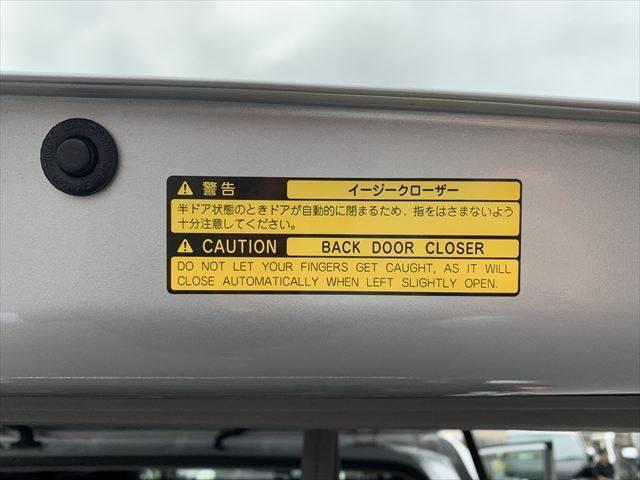 警告 イージークローザー
半ドア状態のときドアが自動的に閉まるため、指をはさまないよう
十分注意してください。
CAUTION BACK DOOR CLOSER
DO NOT LET YOUR FINGERS GET CAUGHT, AS IT WILL
CLOSE AUTOMATICALLY WHEN LEFT SLIGHTLY OPEN.